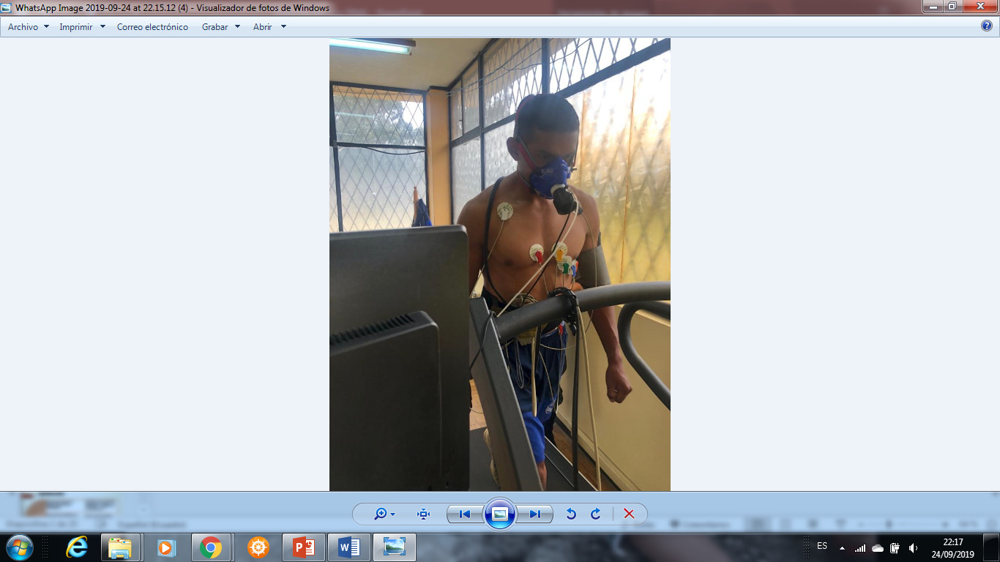 WhatsApp Image 2019-09-24 at 22.15.12 (4) - Visualizador de fotos de Windows
Archivo Imprimir Correo electrónico Grabar Abrir
ES
22:17
24/09/2019